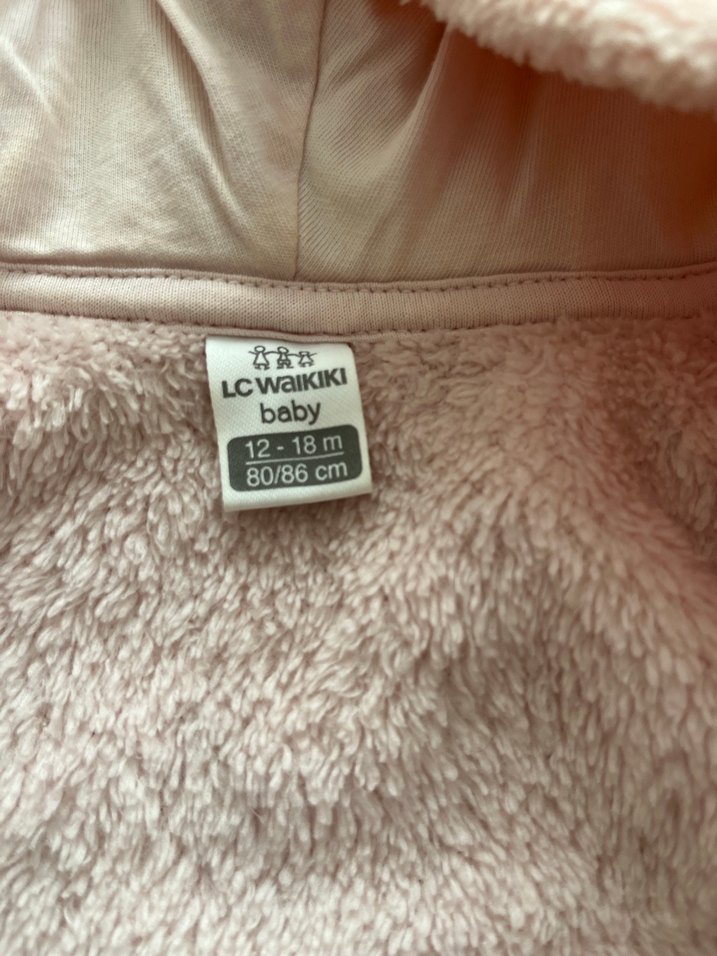 LC WAIKIKI
baby
12 - 18 m
80/86 cm